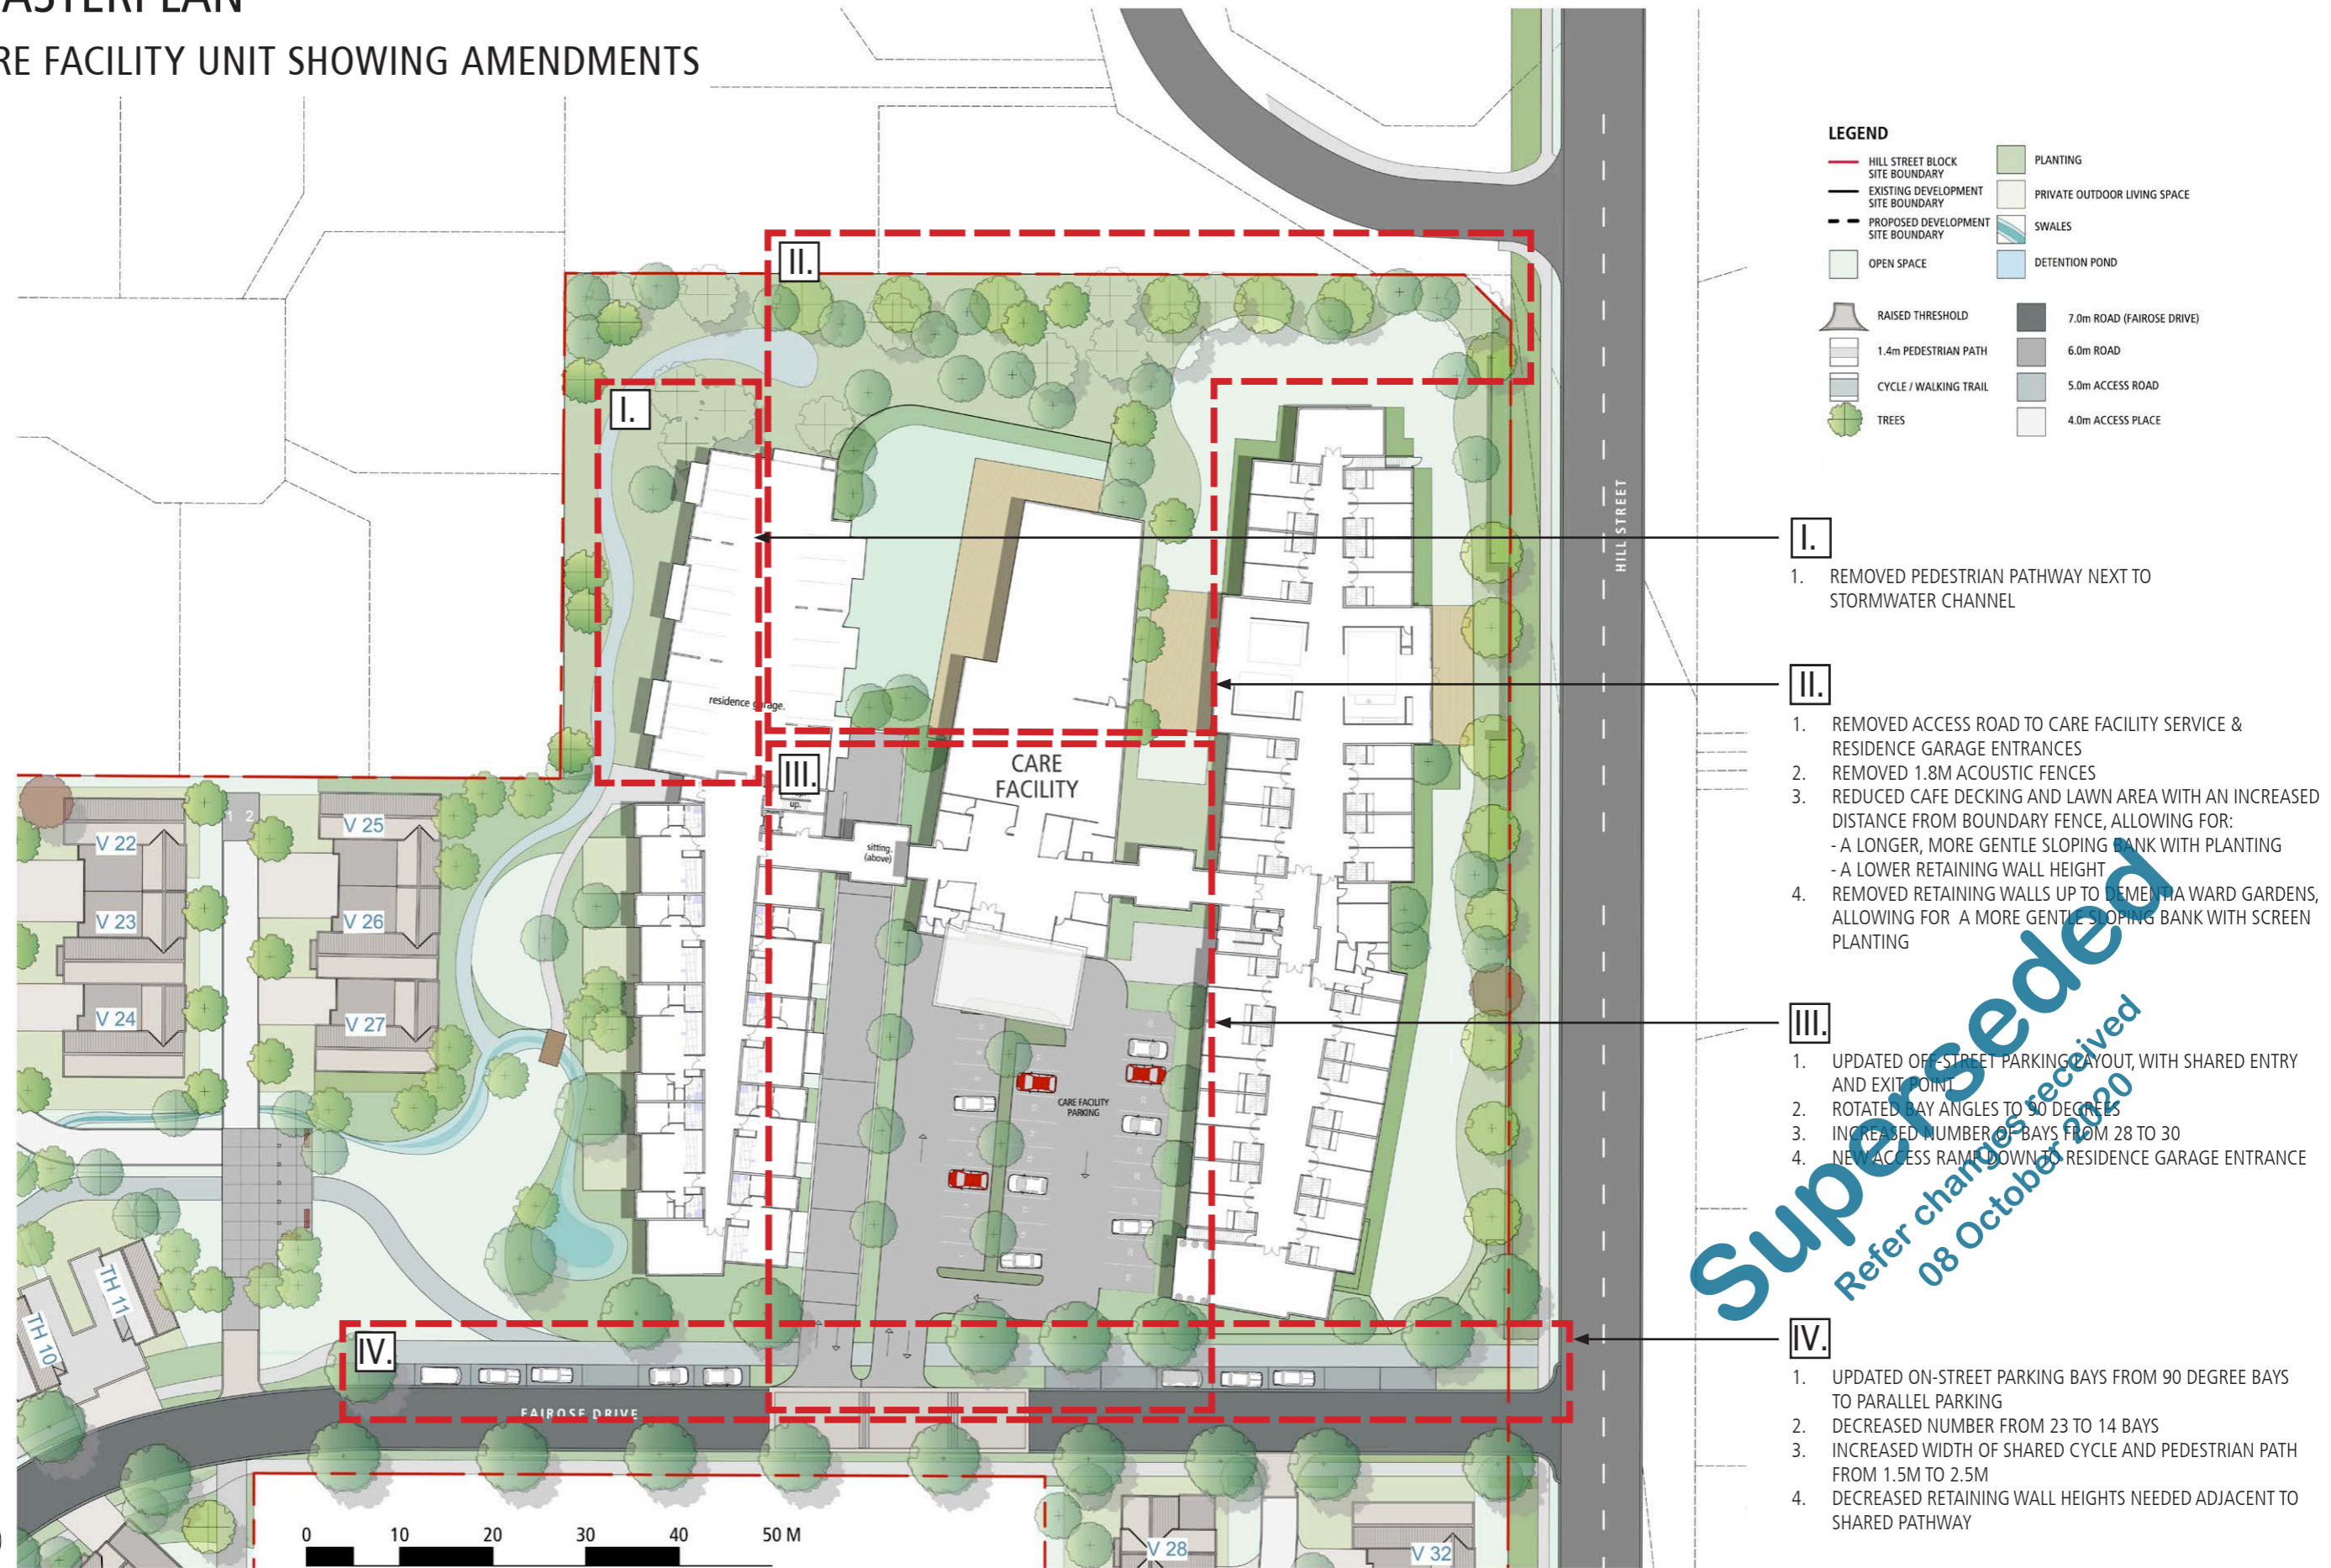 RE FACILITY UNIT SHOWING AMENDMENTS
LEGEND
HILL STREET BLOCK
SITE BOUNDARY
EXISTING DEVELOPMENT
SITE BOUNDARY
PROPOSED DEVELOPMENT
SITE BOUNDARY
OPEN SPACE
PLANTING
PRIVATE OUTDOOR LIVING SPACE
SWALES
DETENTION POND
RAISED THRESHOLD
1.4m PEDESTRIAN PATH
CYCLE / WALKING TRAIL
TREES
7.0m ROAD (FAIROSE DRIVE)
6.0m ROAD
5.0m ACCESS ROAD
4.0m ACCESS PLACE
I.
1. REMOVED PEDESTRIAN PATHWAY NEXT TO
STORMWATER CHANNEL
II.
1. REMOVED ACCESS ROAD TO CARE FACILITY SERVICE &
RESIDENCE GARAGE ENTRANCES
2. REMOVED 1.8M ACOUSTIC FENCES
3. REDUCED CAFE DECKING AND LAWN AREA WITH AN INCREASED
DISTANCE FROM BOUNDARY FENCE, ALLOWING FOR:
- A LONGER, MORE GENTLE SLOPING BANK WITH PLANTING
- A LOWER RETAINING WALL HEIGHT
4. REMOVED RETAINING WALLS UP TO DEMENTIA WARD GARDENS,
ALLOWING FOR A MORE GENTLE SLOPING BANK WITH SCREEN
PLANTING
III.
1. UPDATED OFF-STREET PARKING LAYOUT, WITH SHARED ENTRY
AND EXIT POINT
2. ROTATED BAY ANGLES TO 90 DEGREES
3. INCREASED NUMBER OF BAYS FROM 28 TO 30
4. NEW ACCESS RAMP DOWN TO RESIDENCE GARAGE ENTRANCE
IV.
1. UPDATED ON-STREET PARKING BAYS FROM 90 DEGREE BAYS
TO PARALLEL PARKING
2. DECREASED NUMBER FROM 23 TO 14 BAYS
3. INCREASED WIDTH OF SHARED CYCLE AND PEDESTRIAN PATH
FROM 1.5M TO 2.5M
4. DECREASED RETAINING WALL HEIGHTS NEEDED ADJACENT TO
SHARED PATHWAY
Superseded
Refer changes received
08 October 2020
II.
I.
III.
IV.
HILL STREET
residence garage.
up.
CARE
FACILITY
sitting.
(above)
CARE FACILITY
PARKING
V 22
1 2
V 25
V 23
V 26
V 24
V 27
TH 11
TH 10
FAIROSE DRIVE
V 28
V 32
0 10 20 30 40 50 M